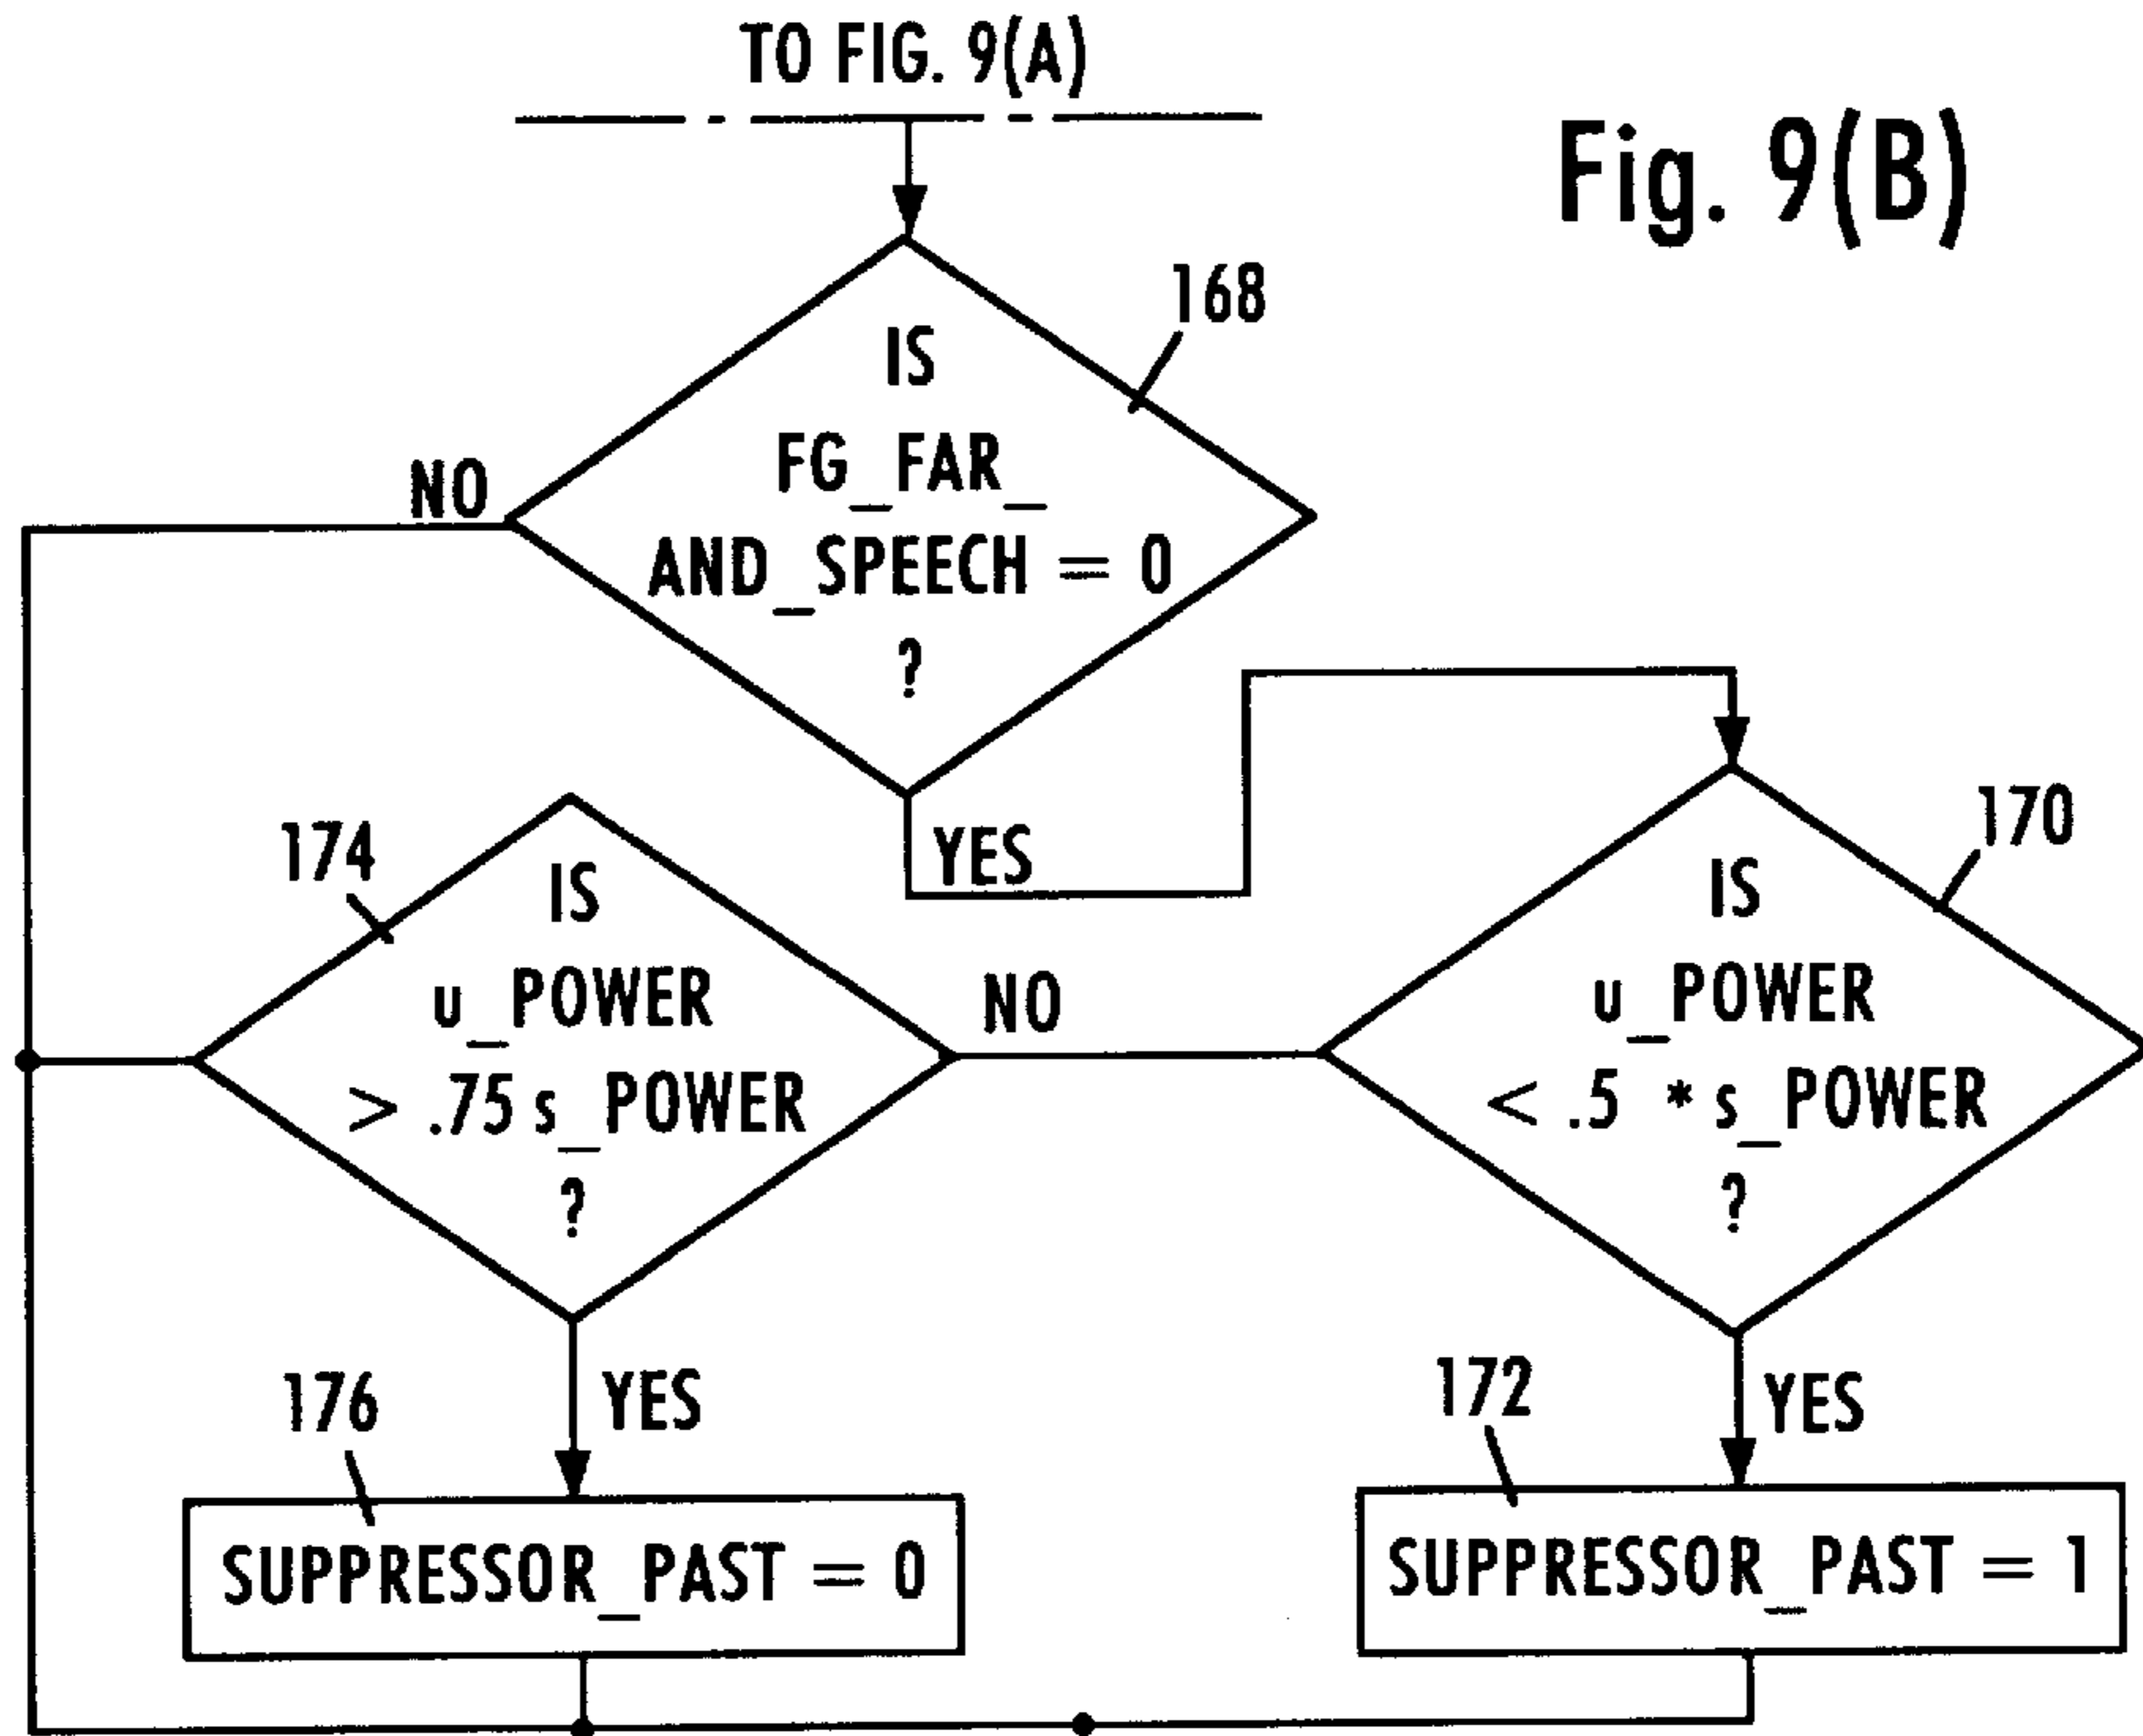 TO FIG. 9(A)
Fig. 9(B)
168
IS
FG_FAR_
AND_SPEECH = 0
?
NO
YES
170
IS
u_POWER
< .5 * s_POWER
?
NO
YES
174
IS
u_POWER
> .75 s_POWER
?
YES
176
SUPPRESSOR_PAST = 0
172
SUPPRESSOR_PAST = 1